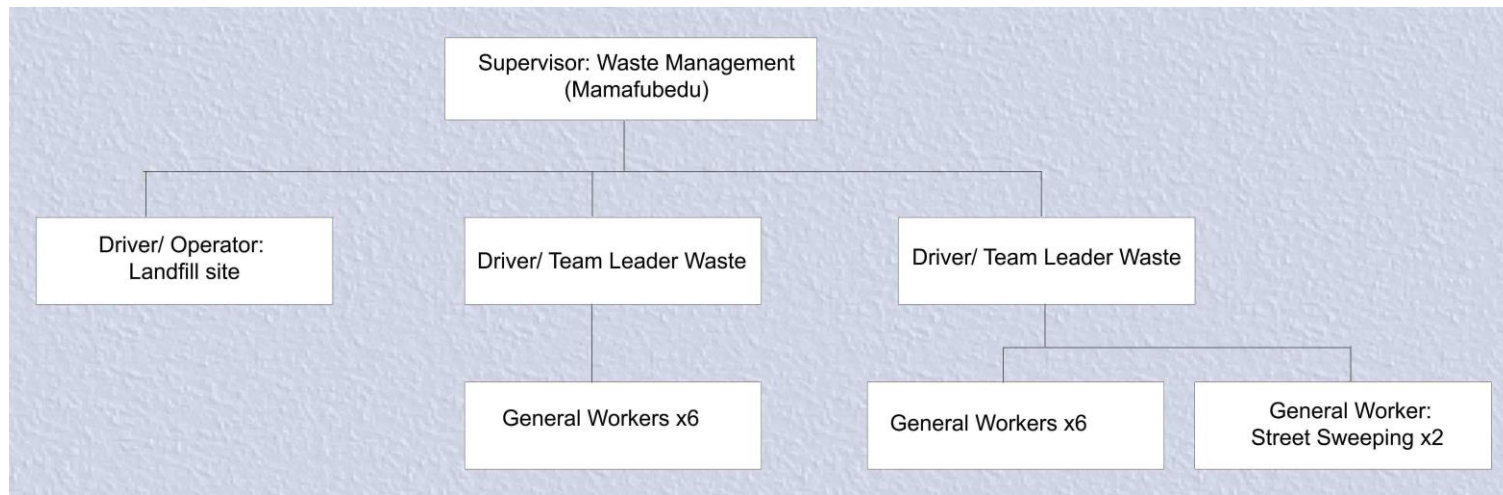 Supervisor: Waste Management
(Mamafubedu)
Driver/ Operator:
Landfill site
Driver/ Team Leader Waste
Driver/ Team Leader Waste
General Workers x6
General Workers x6
General Worker:
Street Sweeping x2